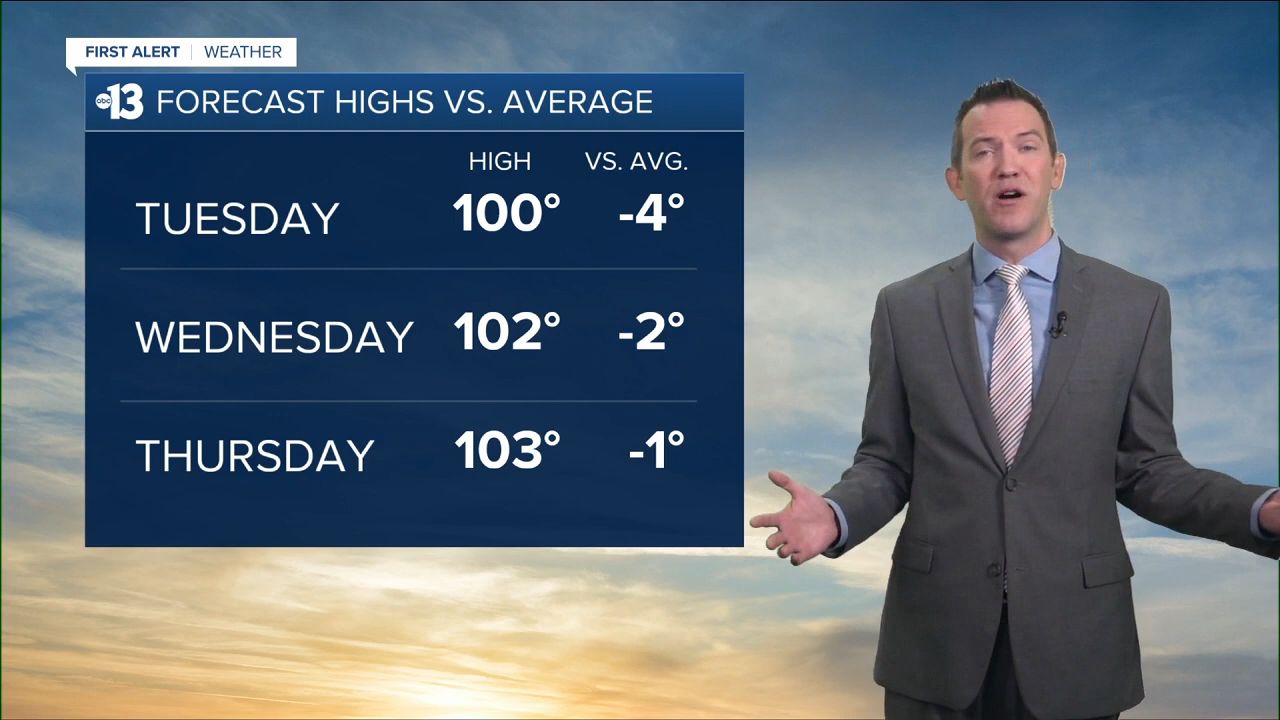 FIRST ALERT | WEATHER
abc 13 FORECAST HIGHS VS. AVERAGE
HIGH VS. AVG.
TUESDAY 100° -4°
WEDNESDAY 102° -2°
THURSDAY 103° -1°